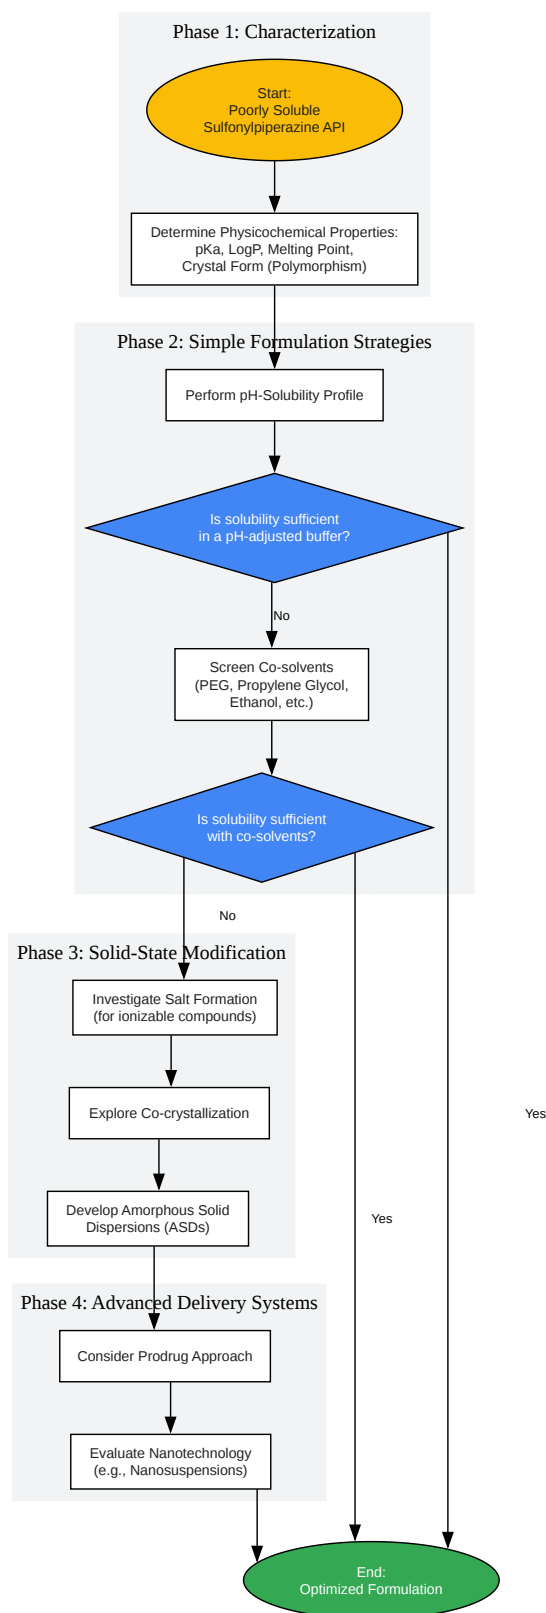 Phase 1: Characterization
Start:
Poorly Soluble
Sulfonylpiperazine API
Determine Physicochemical Properties:
pKa, LogP, Melting Point,
Crystal Form (Polymorphism)
Phase 2: Simple Formulation Strategies
Perform pH-Solubility Profile
Is solubility sufficient
in a pH-adjusted buffer?
No
Screen Co-solvents
(PEG, Propylene Glycol,
Ethanol, etc.)
Is solubility sufficient
with co-solvents?
No
Phase 3: Solid-State Modification
Investigate Salt Formation
(for ionizable compounds)
Explore Co-crystallization
Yes
Develop Amorphous Solid
Dispersions (ASDs)
Yes
Phase 4: Advanced Delivery Systems
Consider Prodrug Approach
Evaluate Nanotechnology
(e.g., Nanosuspensions)
End:
Optimized Formulation